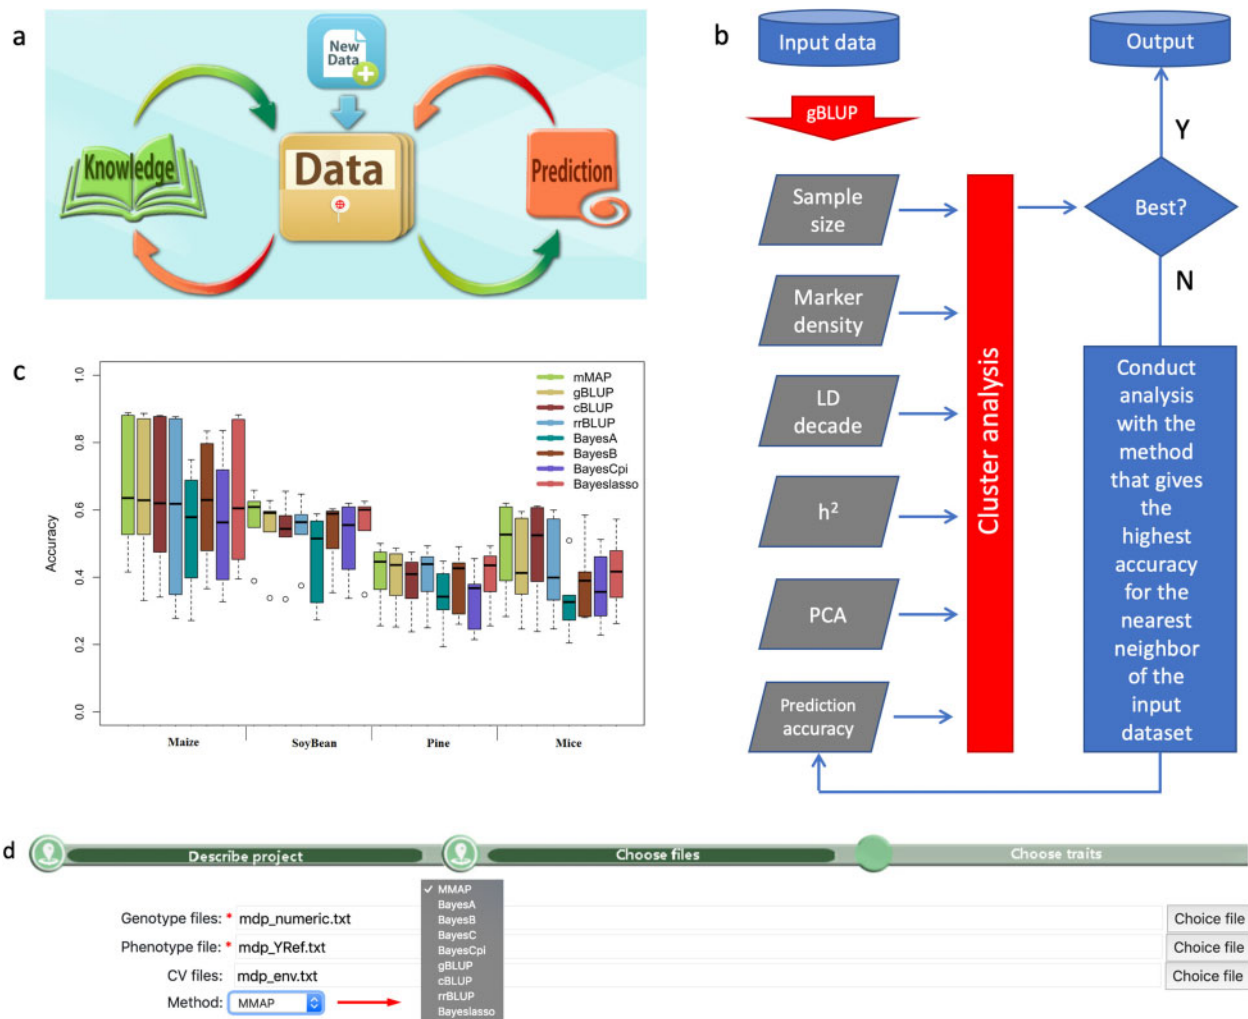 a
New
Data
Knowledge
Data
Prediction
b
Input data
Output
gBLUP
Y
Sample
size
Best?
N
Marker
density
LD
decade
h²
PCA
Prediction
accuracy
Cluster analysis
Conduct
analysis
with the
method
that gives
the
highest
accuracy
for the
nearest
neighbor
of the
input
dataset
c
1.0
0.8
0.6
0.4
0.2
0.0
Accuracy
mMAP
gBLUP
cBLUP
rrBLUP
BayesA
BayesB
BayesCpi
Bayeslasso
Maize
SoyBean
Pine
Mice
d
Describe project
Choose files
Choose traits
Genotype files: * mdp_numeric.txt
Choice file
Phenotype file: * mdp_YRef.txt
Choice file
CV files: mdp_env.txt
Choice file
Method: MMAP
✓ MMAP
BayesA
BayesB
BayesC
BayesCpi
gBLUP
cBLUP
rrBLUP
Bayeslasso